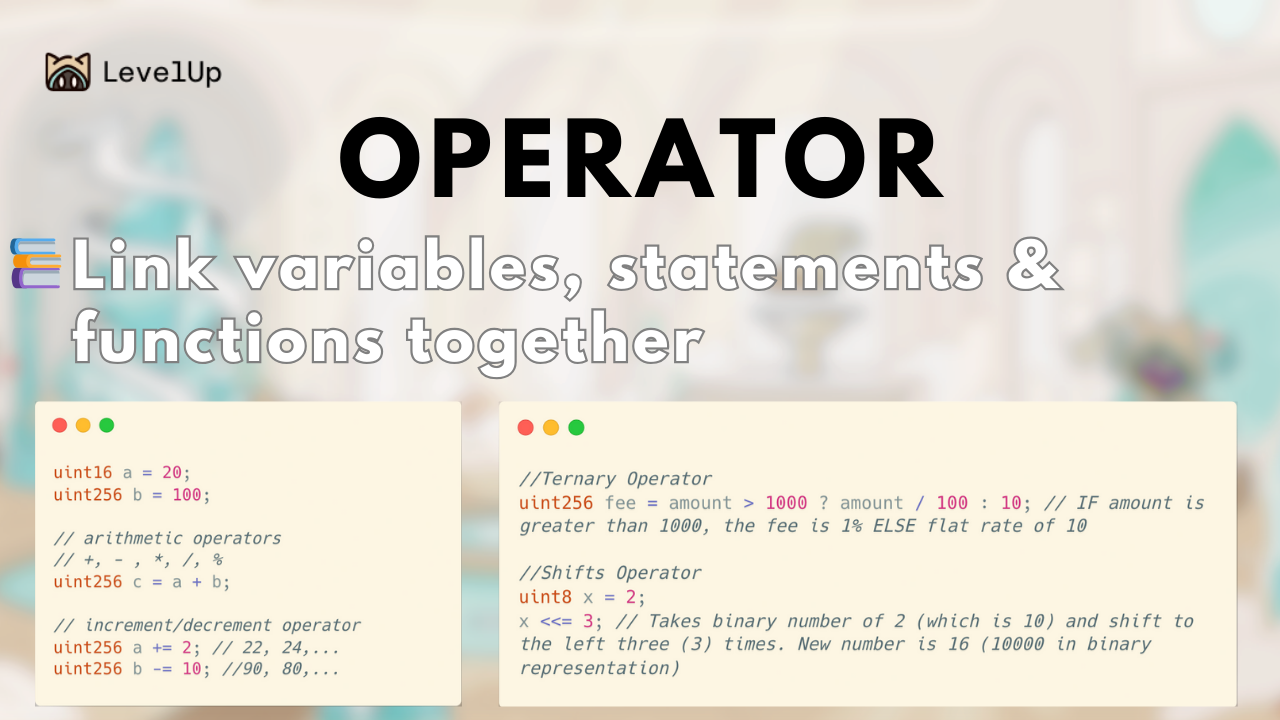 LevelUp
OPERATOR
Link variables, statements &
functions together
uint16 a = 20;
uint256 b = 100;
// arithmetic operators
// +, - , *, /, %
uint256 c = a + b;
// increment/decrement operator
uint256 a += 2; // 22, 24,...
uint256 b -= 10; //90, 80,...
//Ternary Operator
uint256 fee = amount > 1000 ? amount / 100 : 10; // IF amount is
greater than 1000, the fee is 1% ELSE flat rate of 10
//Shifts Operator
uint8 x = 2;
x <<= 3; // Takes binary number of 2 (which is 10) and shift to
the left three (3) times. New number is 16 (10000 in binary
representation)